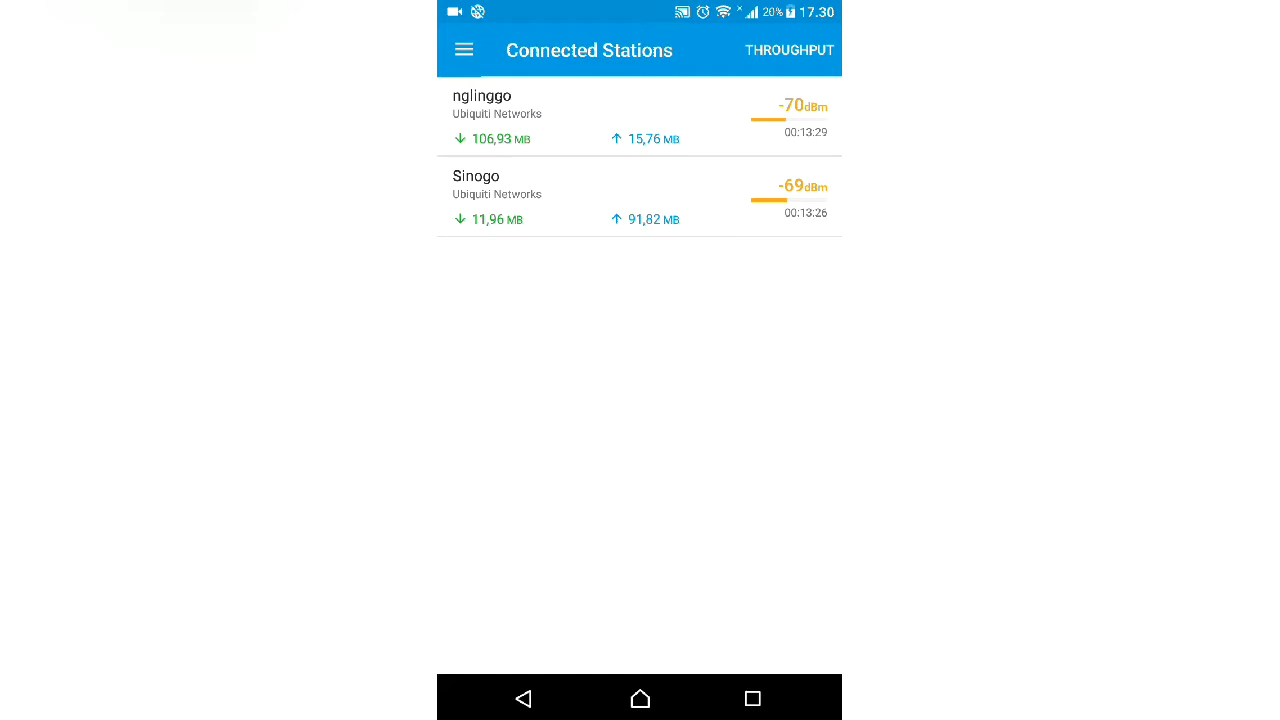 20% 17.30
Connected Stations THROUGHPUT
nglinggo
Ubiquiti Networks
-70dBm
106,93 MB 15,76 MB
00:13:29
Sinogo
Ubiquiti Networks
-69dBm
11,96 MB 91,82 MB
00:13:26